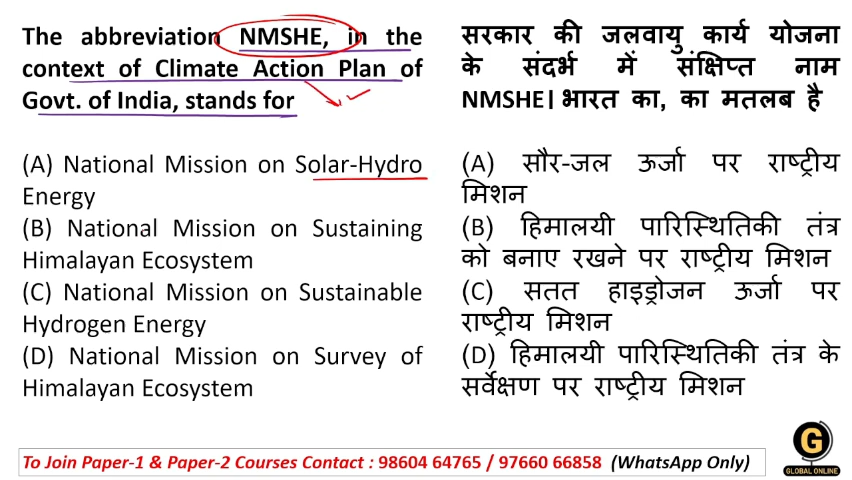 The abbreviation NMSHE, in the
context of Climate Action Plan of
Govt. of India, stands for
(A) National Mission on Solar-Hydro
Energy
(B) National Mission on Sustaining
Himalayan Ecosystem
(C) National Mission on Sustainable
Hydrogen Energy
(D) National Mission on Survey of
Himalayan Ecosystem
सरकार की जलवायु कार्य योजना
के संदर्भ में संक्षिप्त नाम
NMSHE। भारत का, का मतलब है
(A) सौर-जल ऊर्जा पर राष्ट्रीय
मिशन
(B) हिमालयी पारिस्थितिकी तंत्र
को बनाए रखने पर राष्ट्रीय मिशन
(C) सतत हाइड्रोजन ऊर्जा पर
राष्ट्रीय मिशन
(D) हिमालयी पारिस्थितिकी तंत्र के
सर्वेक्षण पर राष्ट्रीय मिशन
To Join Paper-1 & Paper-2 Courses Contact : 98604 64765 / 97660 66858 (WhatsApp Only)
G
GLOBAL ONLINE